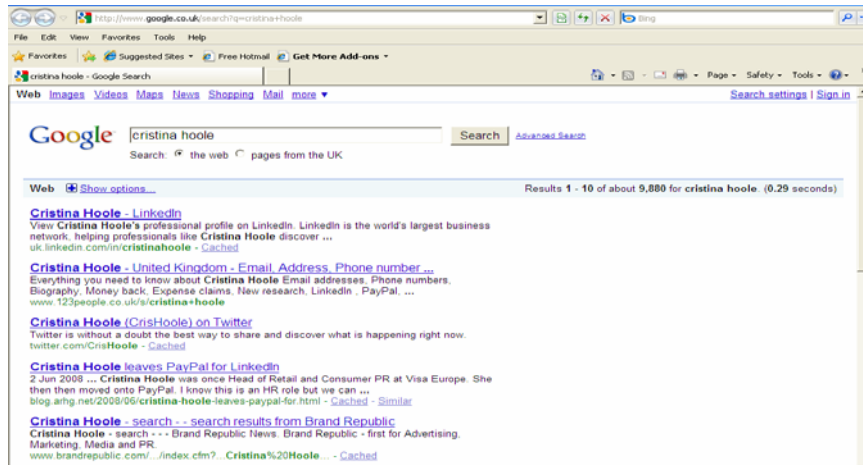 http://www.google.co.uk/search?q=cristina+hoole
Bing
File Edit View Favorites Tools Help
Favorites Suggested Sites Free Hotmail Get More Add-ons
cristina hoole - Google Search
Page Safety Tools
Web Images Videos Maps News Shopping Mail more ▼
Search settings | Sign in
Google cristina hoole Search Advanced Search
Search: the web pages from the UK
Web Show options... Results 1 - 10 of about 9,880 for cristina hoole. (0.29 seconds)
Cristina Hoole - LinkedIn
View Cristina Hoole's professional profile on LinkedIn. LinkedIn is the world's largest business
network, helping professionals like Cristina Hoole discover ...
uk.linkedin.com/in/cristinahoole - Cached
Cristina Hoole - United Kingdom - Email, Address, Phone number ...
Everything you need to know about Cristina Hoole Email addresses, Phone numbers,
Biography, Money back, Expense claims, New research, LinkedIn , PayPal, ...
www.123people.co.uk/s/cristina+hoole
Cristina Hoole (CrisHoole) on Twitter
Twitter is without a doubt the best way to share and discover what is happening right now.
twitter.com/CrisHoole - Cached
Cristina Hoole leaves PayPal for LinkedIn
2 Jun 2008 ... Cristina Hoole was once Head of Retail and Consumer PR at Visa Europe. She
then then moved onto PayPal. I know this is an HR role but we can ...
blog.arhg.net/2008/06/cristina-hoole-leaves-paypal-for.html - Cached - Similar
Cristina Hoole - search - - search results from Brand Republic
Cristina Hoole - search - - - Brand Republic News. Brand Republic - first for Advertising,
Marketing, Media and PR.
www.brandrepublic.com/.../index.cfm?...Cristina%20Hoole... - Cached